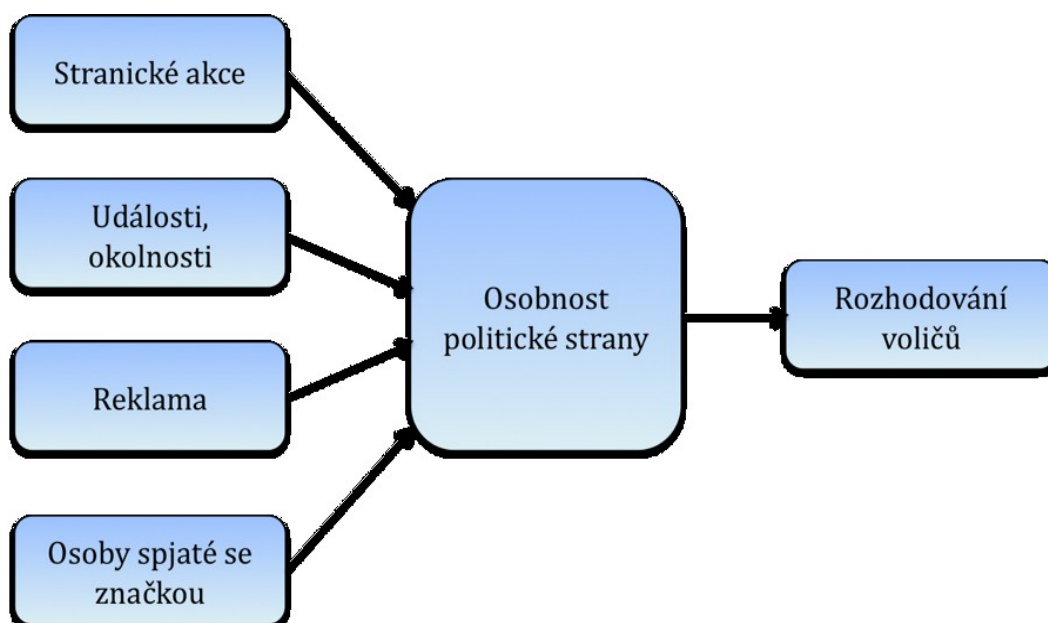 Stranické akce
Události,
okolnosti
Reklama
Osoby spjaté se
značkou
Osobnost
politické strany
Rozhodování
voličů